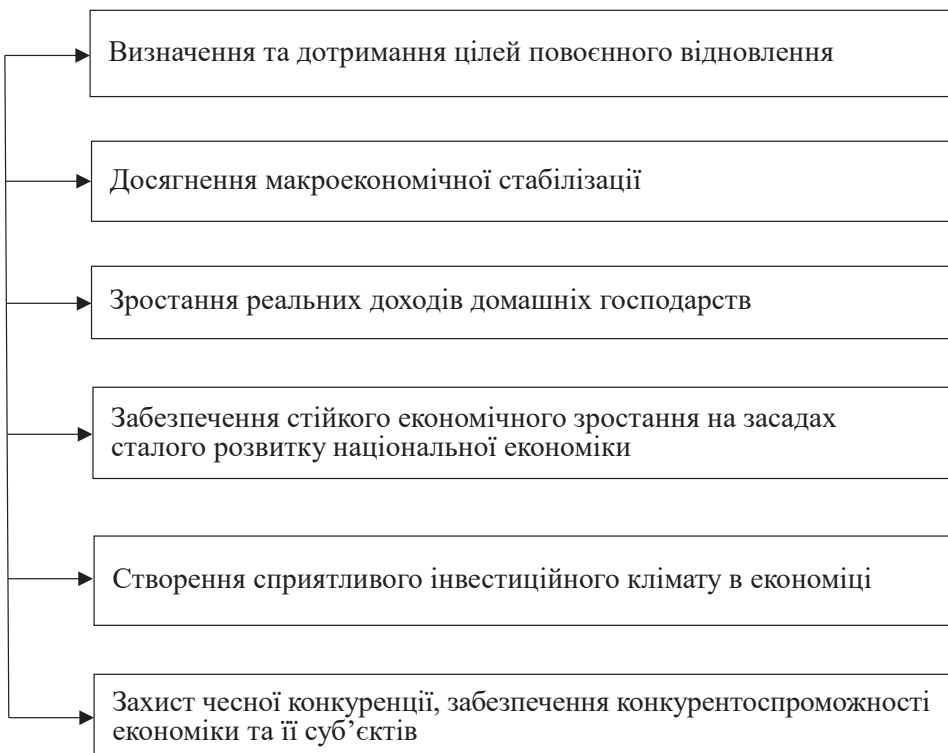 Визначення та дотримання цілей повоєнного відновлення
Досягнення макроекономічної стабілізації
Зростання реальних доходів домашніх господарств
Забезпечення стійкого економічного зростання на засадах
сталого розвитку національної економіки
Створення сприятливого інвестиційного клімату в економіці
Захист чесної конкуренції, забезпечення конкурентоспроможності
економіки та її суб’єктів